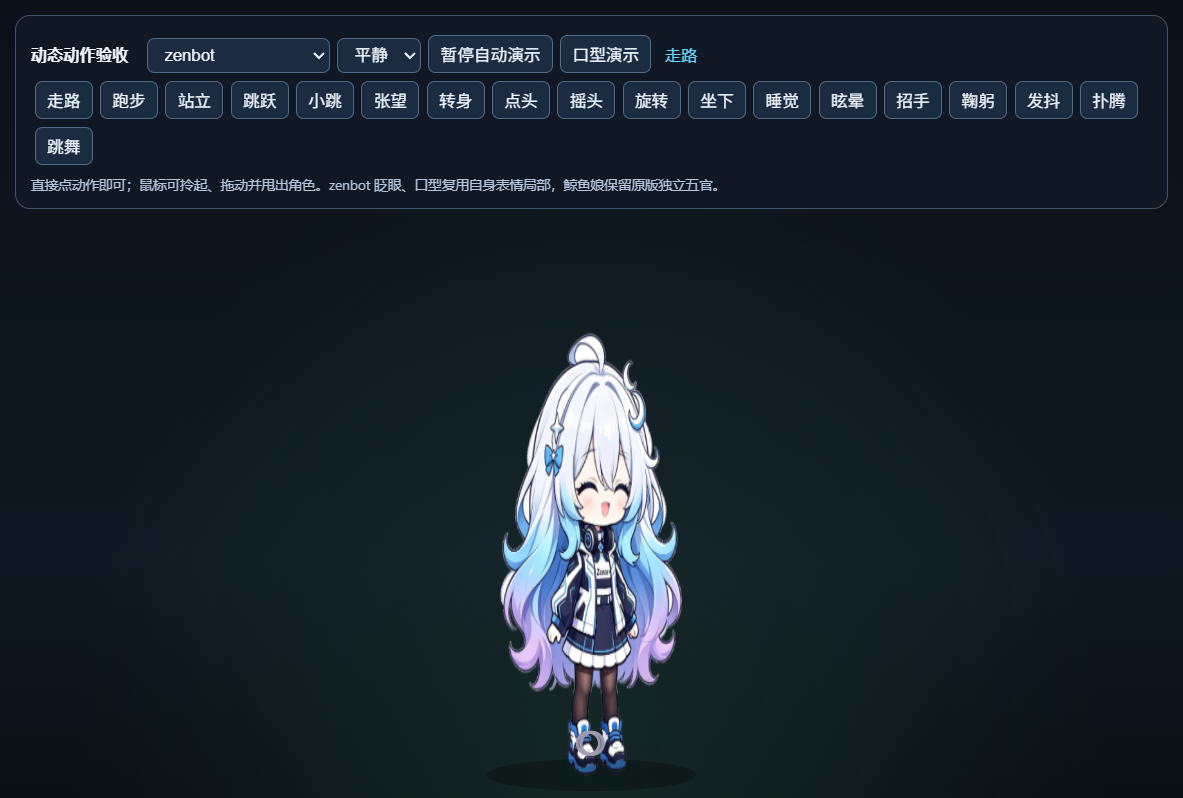 动态动作验收 zenbot 平静 暂停自动演示 口型演示 走路
走路 跑步 站立 跳跃 小跳 张望 转身 点头 摇头 旋转 坐下 睡觉 眩晕 招手 鞠躬 发抖 扑腾
跳舞
直接点动作即可；鼠标可拎起、拖动并甩出角色。zenbot 眨眼、口型复用自身表情局部，鲸鱼娘保留原版独立五官。